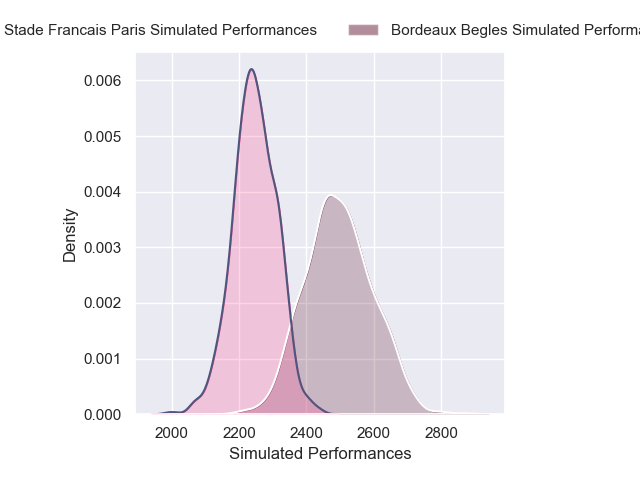 Stade Francais Paris Simulated Performances Bordeaux Begles Simulated
0.006
0.005
0.004
0.003
0.002
0.001
0.000
Density
2000 2200 2400 2600 2800
Simulated Performances